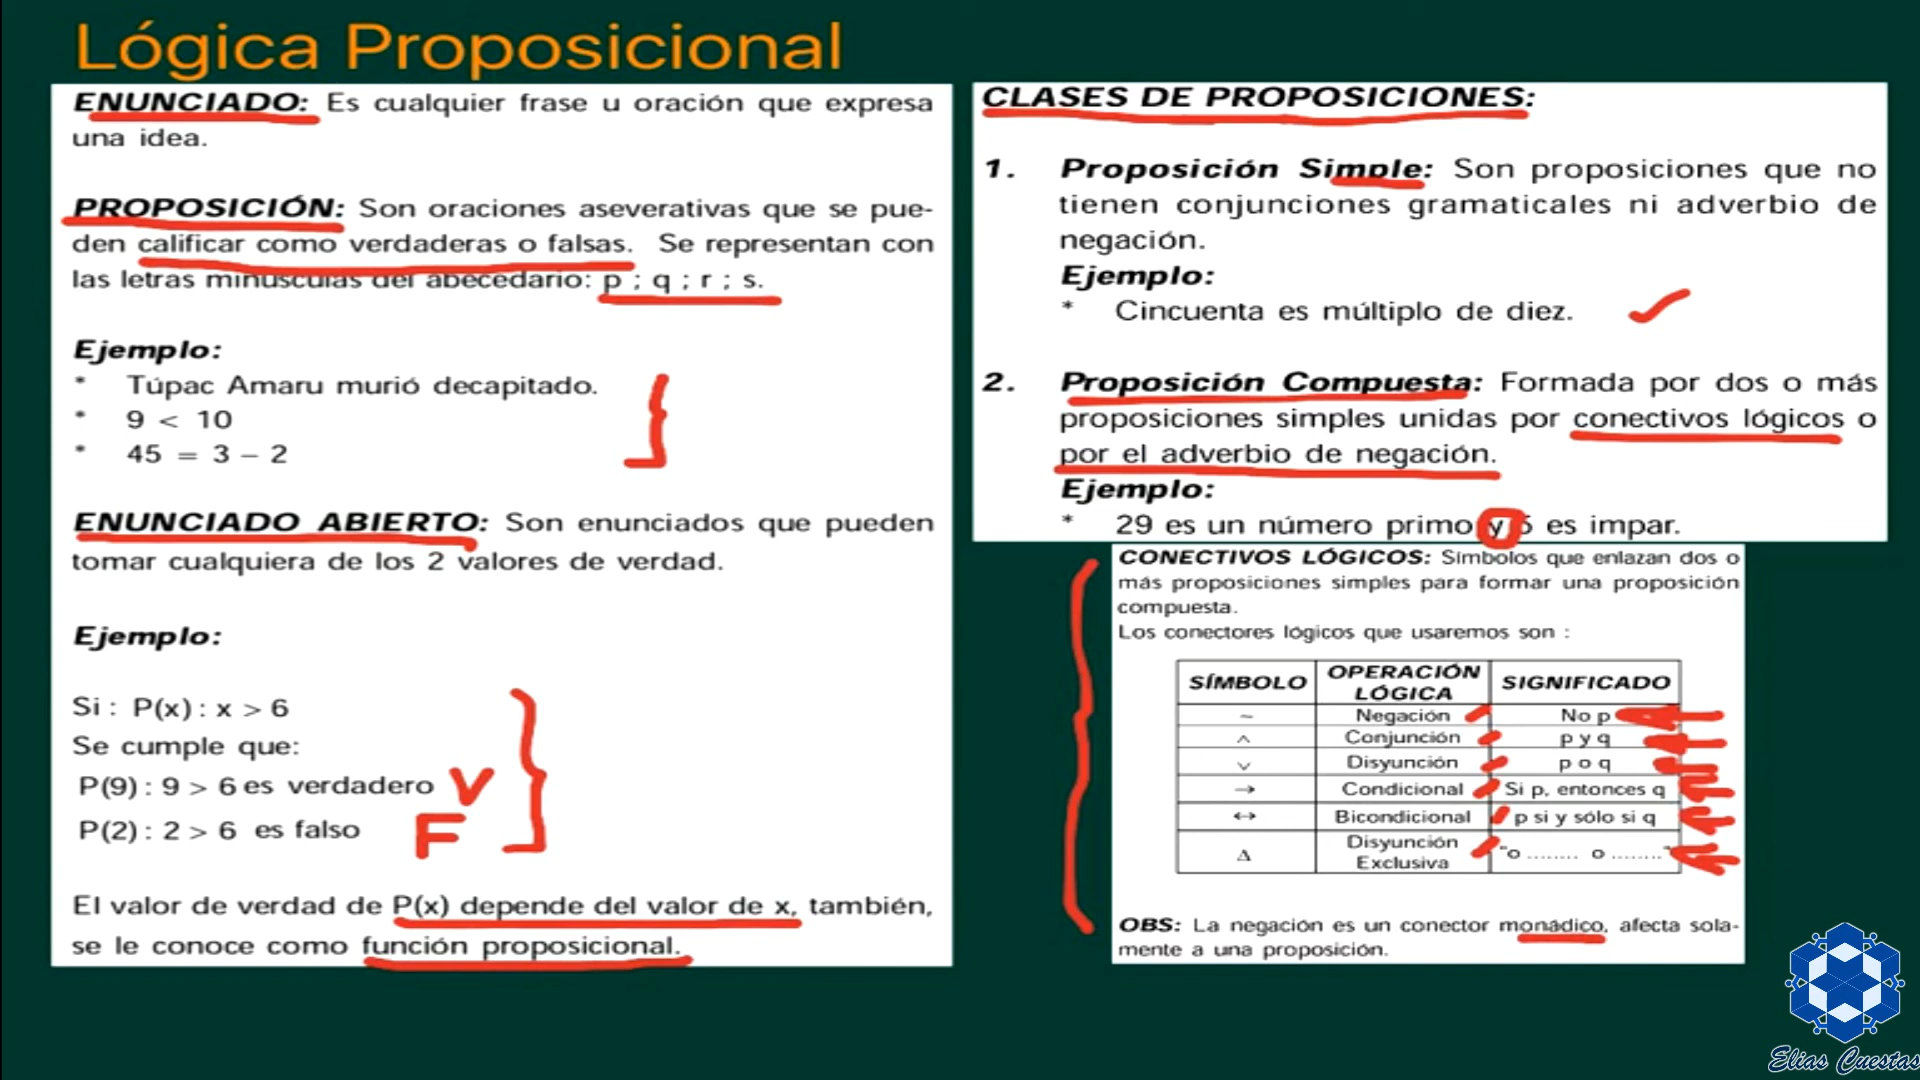 Lógica Proposicional
ENUNCIADO: Es cualquier frase u oración que expresa
una idea.
PROPOSICIÓN: Son oraciones aseverativas que se pue-
den calificar como verdaderas o falsas. Se representan con
las letras minúsculas del abecedario: p ; q ; r ; s.
Ejemplo:
* Túpac Amaru murió decapitado.
* 9 < 10
* 45 = 3 – 2
ENUNCIADO ABIERTO: Son enunciados que pueden
tomar cualquiera de los 2 valores de verdad.
Ejemplo:
Si : P(x) : x > 6
Se cumple que:
P(9) : 9 > 6 es verdadero V
P(2) : 2 > 6 es falso F
El valor de verdad de P(x) depende del valor de x, también,
se le conoce como función proposicional.
CLASES DE PROPOSICIONES:
1. Proposición Simple: Son proposiciones que no
tienen conjunciones gramaticales ni adverbio de
negación.
Ejemplo:
* Cincuenta es múltiplo de diez.
2. Proposición Compuesta: Formada por dos o más
proposiciones simples unidas por conectivos lógicos o
por el adverbio de negación.
Ejemplo:
* 29 es un número primo y es impar.
CONECTIVOS LÓGICOS: Símbolos que enlazan dos o
más proposiciones simples para formar una proposición
compuesta.
Los conectores lógicos que usaremos son :
SÍMBOLO OPERACIÓN LÓGICA SIGNIFICADO
~ Negación No p
∧ Conjunción p y q
∨ Disyunción p o q
→ Condicional Si p, entonces q
↔ Bicondicional p si y sólo si q
Δ Disyunción Exclusiva "o ........ o ........"
OBS: La negación es un conector monádico, afecta sola-
mente a una proposición.
Elias Cuestas